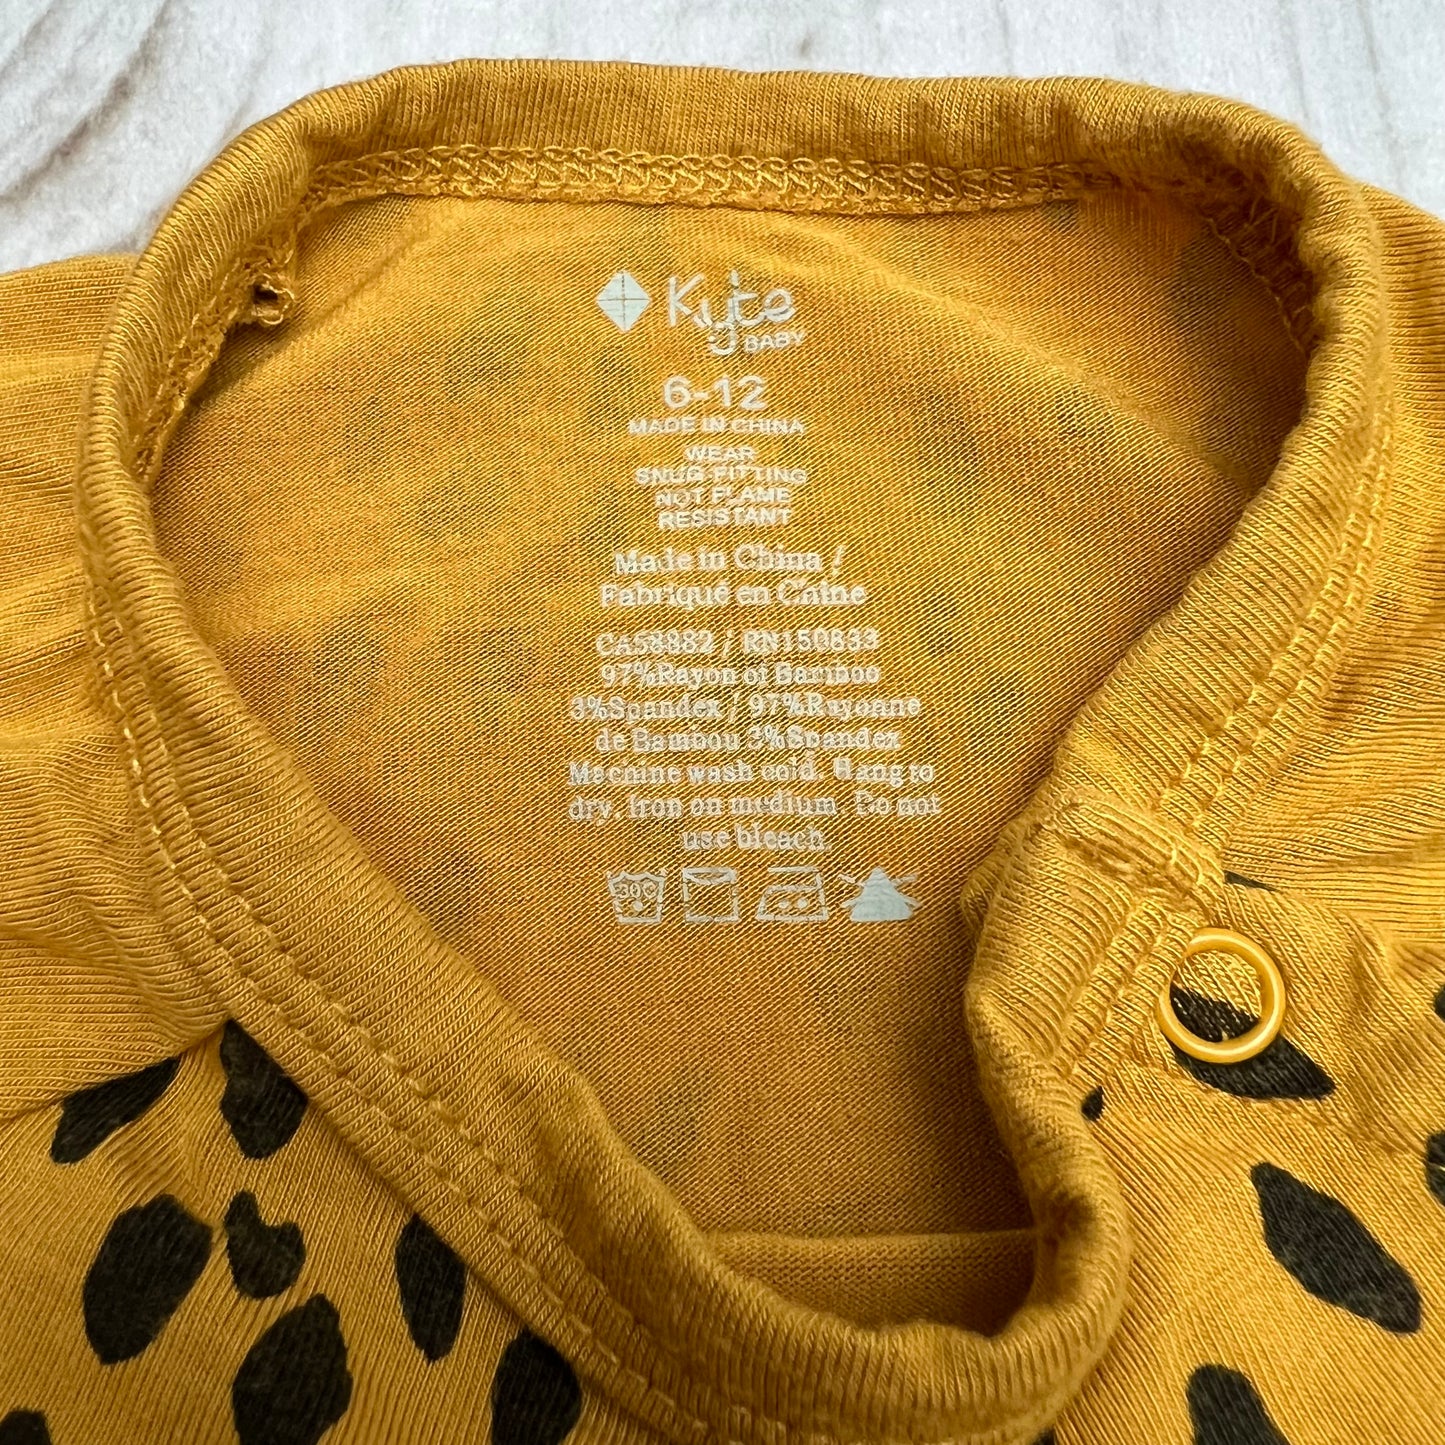 Kyte
BABY
6-12
MADE IN CHINA
WEAR
SNUG FITTING
NOT FLAME
RESISTANT
Made in China /
Fabriqué en Chine
CA58882 / RN150833
97%Rayon of Bamboo
3%Spandex / 97%Rayonne
de Bambou 3%Spandex
Machine wash cold. Hang to
dry. Iron on medium. Do not
use bleach.
30C